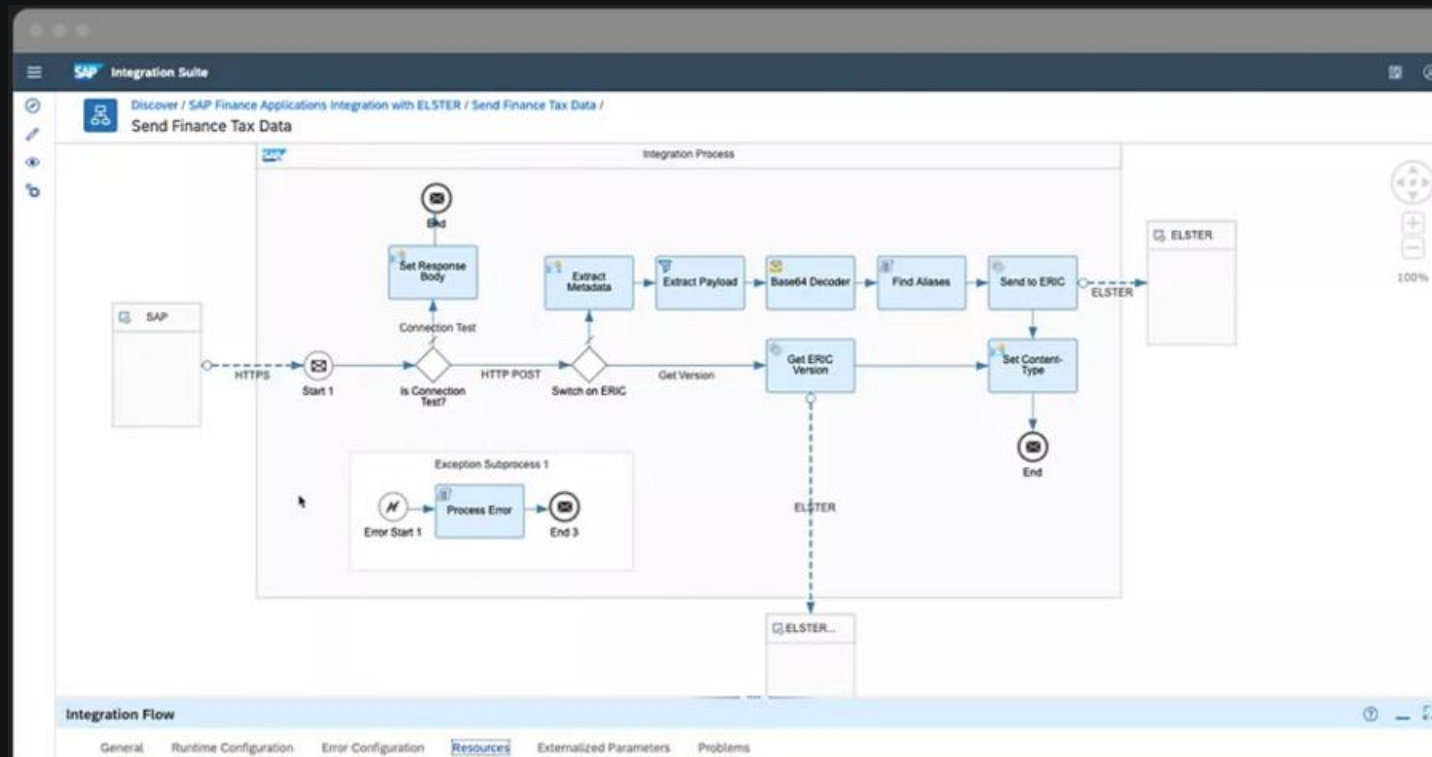 SAP Integration Suite
Discover / SAP Finance Applications Integration with ELSTER / Send Finance Tax Data /
Send Finance Tax Data
SAP
Integration Process
End
Set Response
Body
Connection Test
Extract
Metadata
Extract Payload
Base64 Decoder
Find Aliases
Send to ERIC
ELSTER
ELSTER
100%
SAP
HTTPS
Start 1
Is Connection
Test?
HTTP POST
Switch on ERIC
Get Version
Get ERIC
Version
Set Content-
Type
End
Exception Subprocess 1
Error Start 1
Process Error
End 3
ELSTER
ELSTER...
Integration Flow
General Runtime Configuration Error Configuration Resources Externalized Parameters Problems